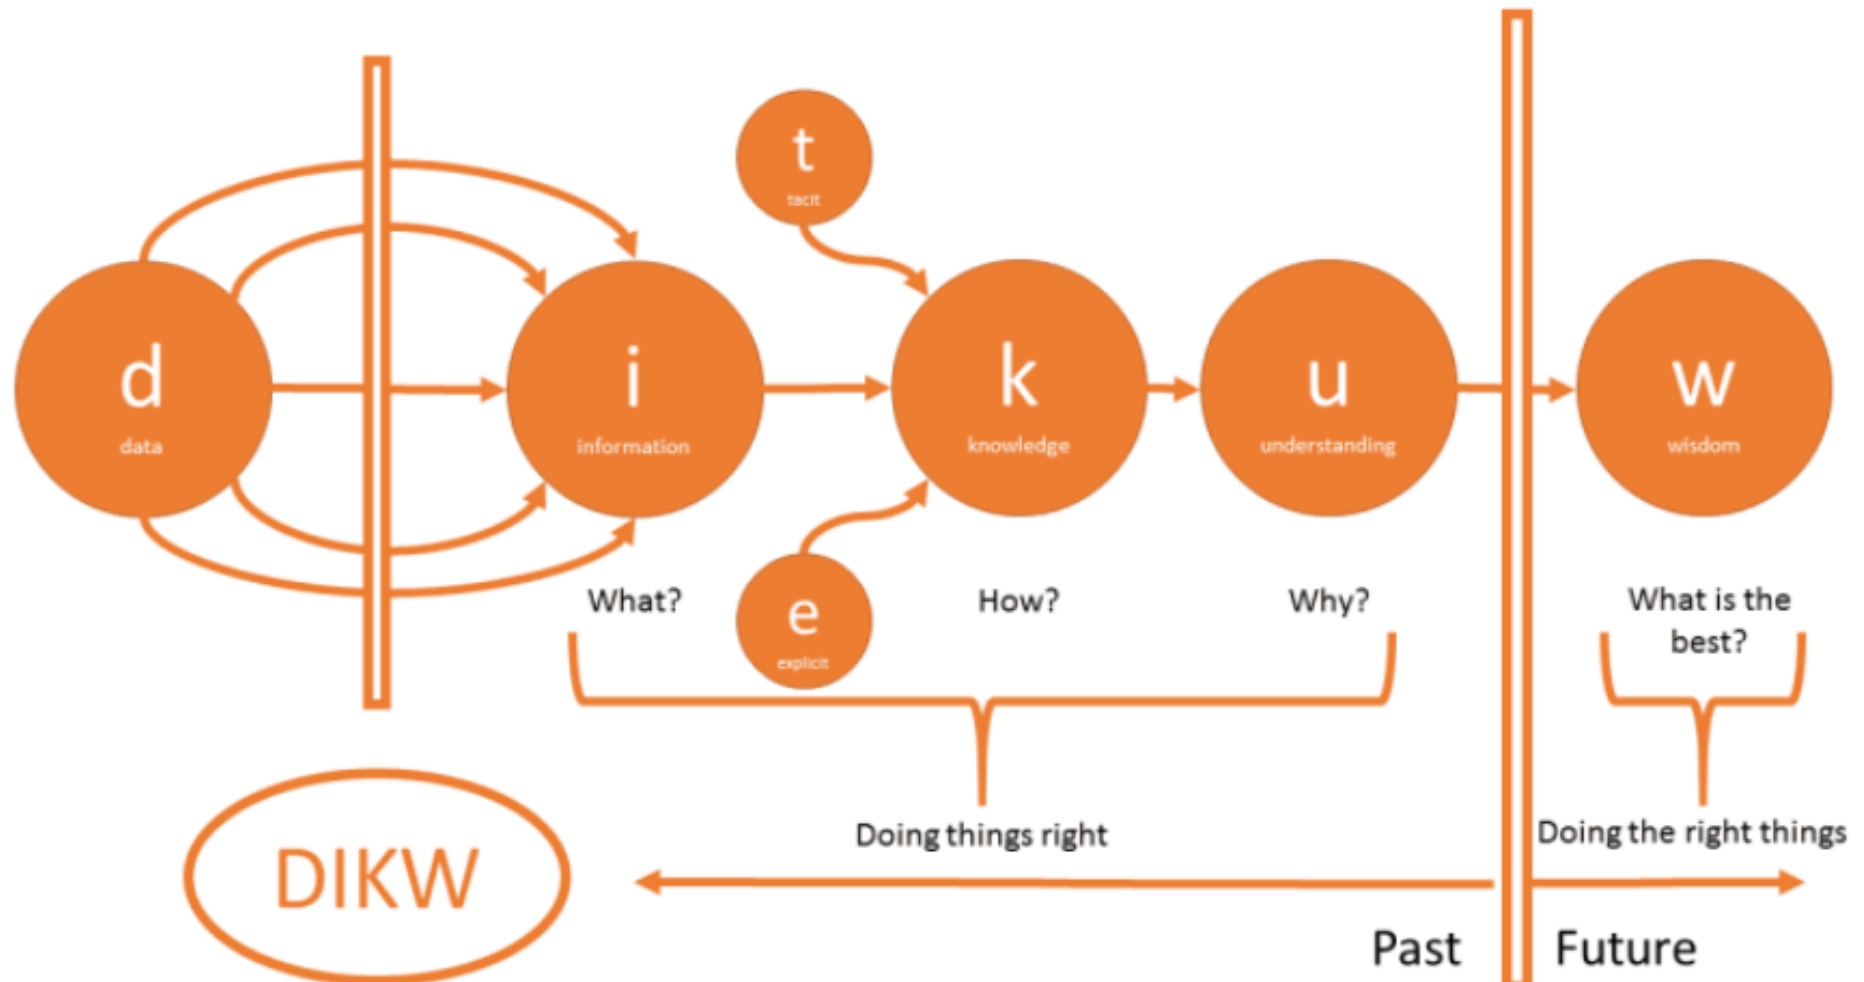 t
tacit
d
data
i
information
k
knowledge
u
understanding
w
wisdom
e
explicit
What?
How?
Why?
What is the
best?
Doing things right
Doing the right things
DIKW
Past
Future